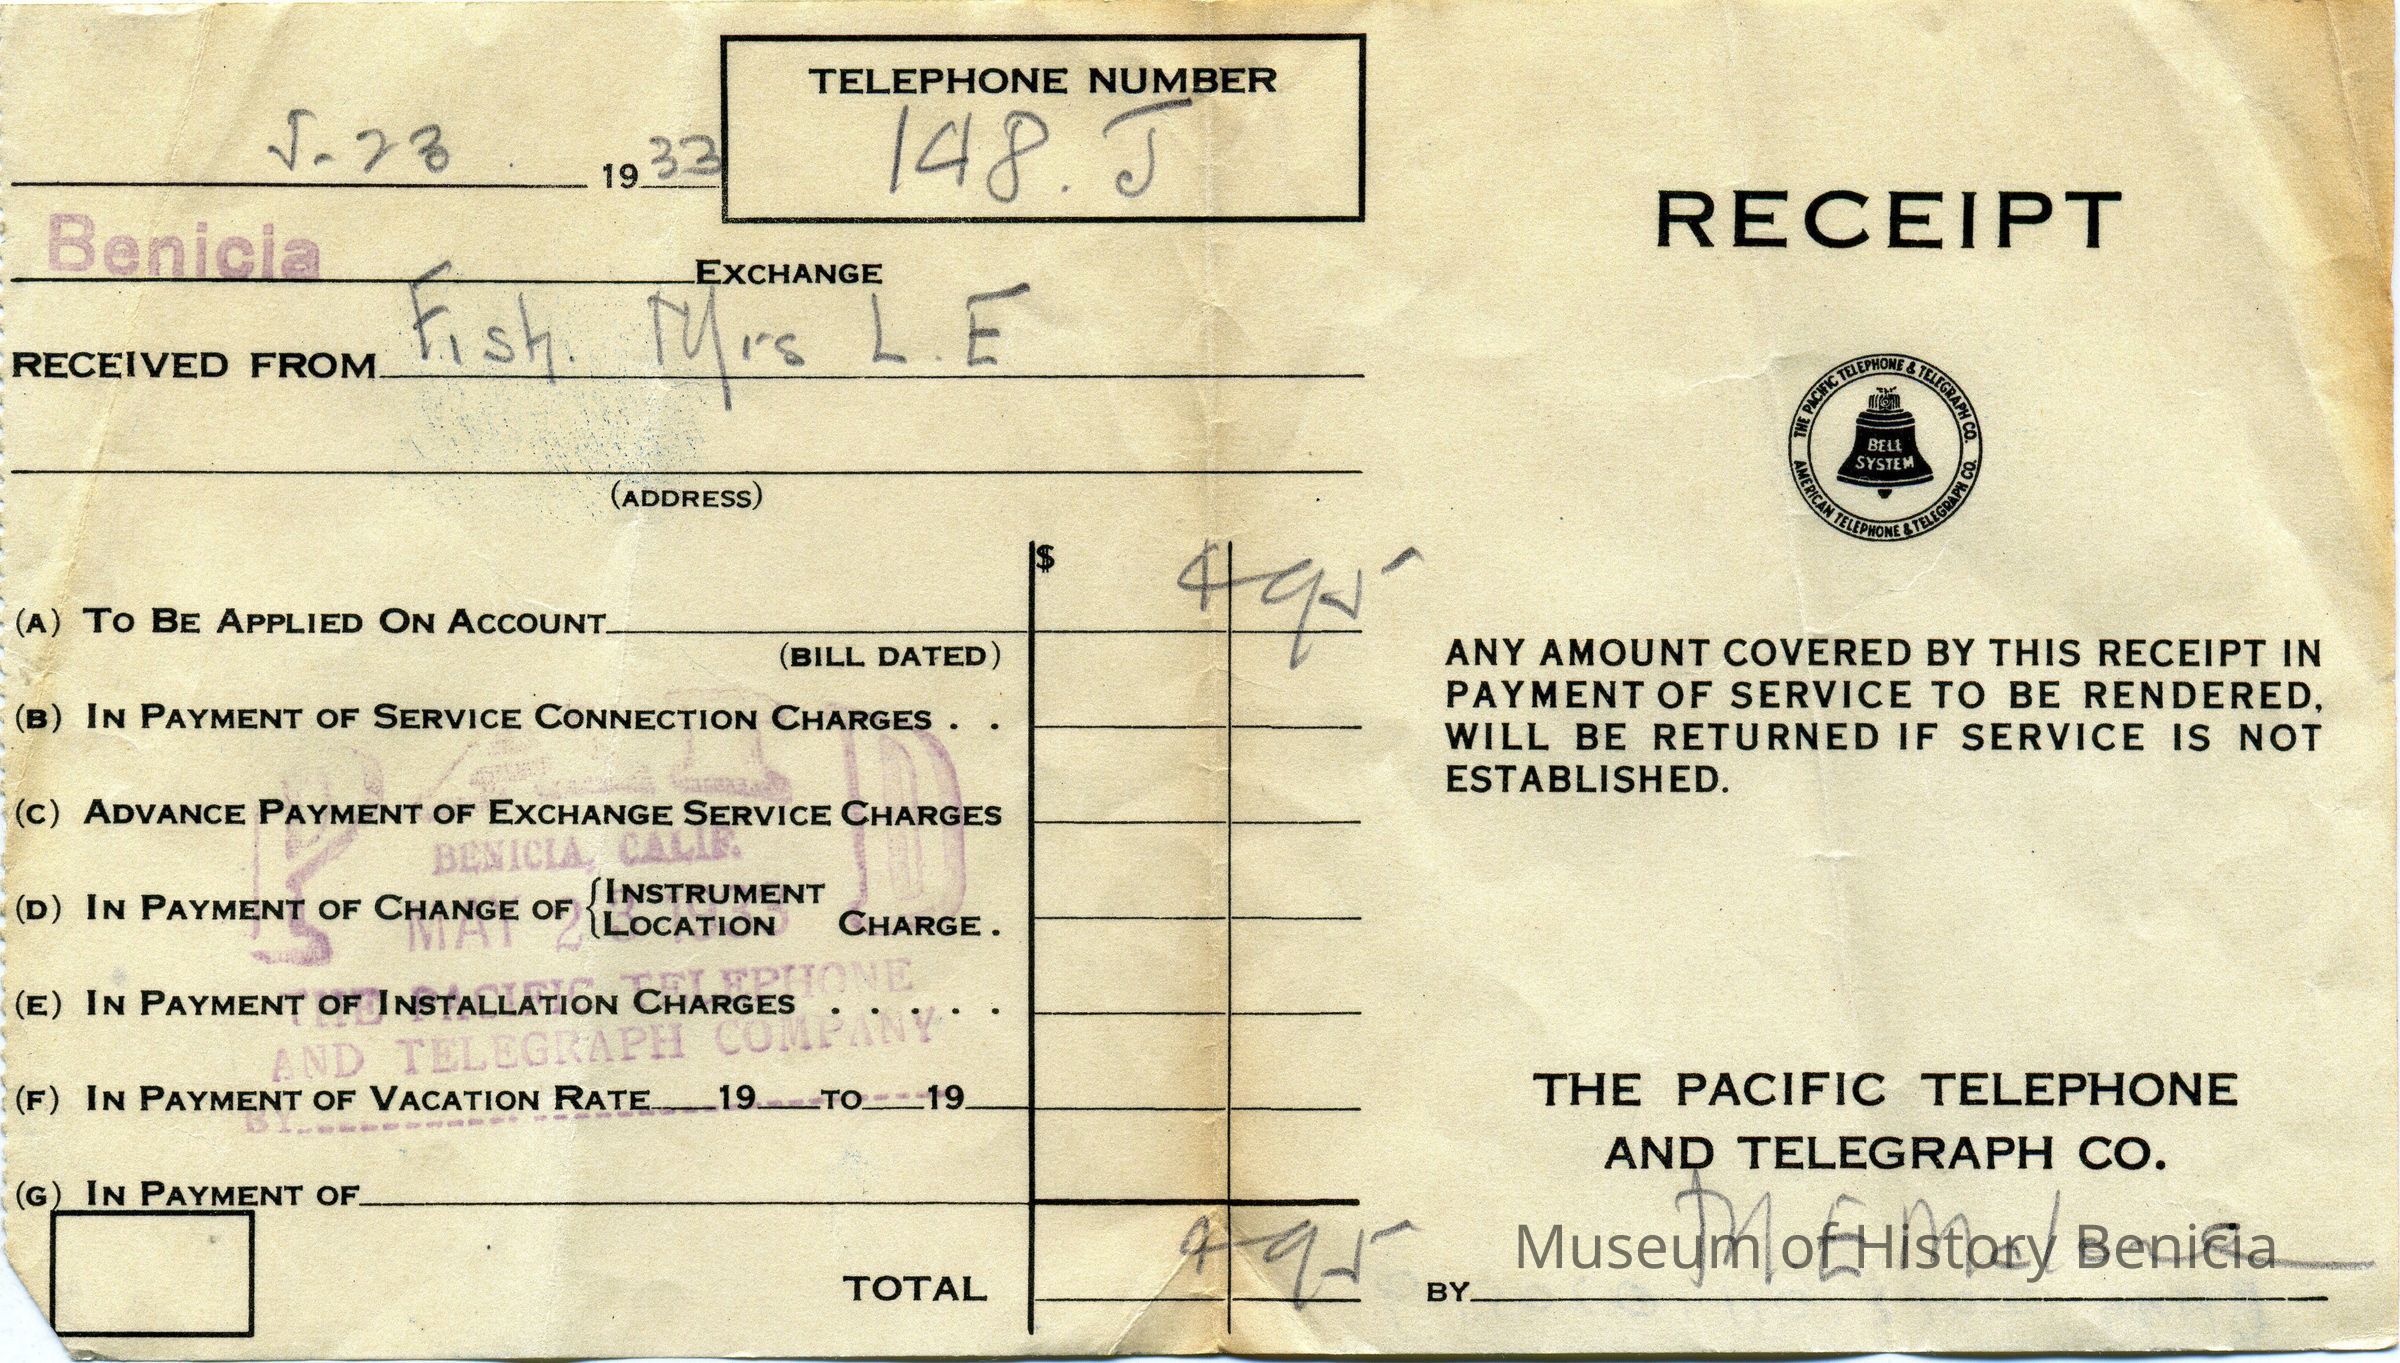 TELEPHONE NUMBER
148. J
5-23 1933
Benicia EXCHANGE
RECEIVED FROM Fish. Mrs L. E
(ADDRESS)
$
(A) TO BE APPLIED ON ACCOUNT 4 95
(BILL DATED)
(B) IN PAYMENT OF SERVICE CONNECTION CHARGES . .
(C) ADVANCE PAYMENT OF EXCHANGE SERVICE CHARGES
(D) IN PAYMENT OF CHANGE OF {INSTRUMENT LOCATION CHARGE .
(E) IN PAYMENT OF INSTALLATION CHARGES . . . . .
(F) IN PAYMENT OF VACATION RATE 19 TO 19
(G) IN PAYMENT OF
TOTAL 4 95
PAID
BENICIA, CALIF.
MAY 23 1933
THE PACIFIC TELEPHONE
AND TELEGRAPH COMPANY
BY
RECEIPT
THE PACIFIC TELEPHONE & TELEGRAPH CO.
BELL
SYSTEM
AMERICAN TELEPHONE & TELEGRAPH CO.
ANY AMOUNT COVERED BY THIS RECEIPT IN
PAYMENT OF SERVICE TO BE RENDERED,
WILL BE RETURNED IF SERVICE IS NOT
ESTABLISHED.
THE PACIFIC TELEPHONE
AND TELEGRAPH CO.
Museum of History Benicia
BY